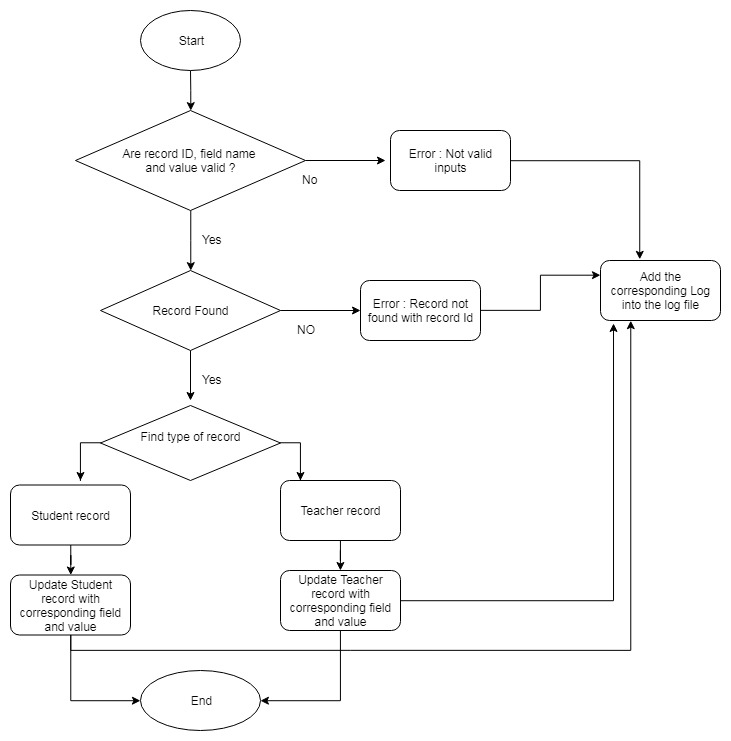 Start
Are record ID, field name
and value valid ?
No
Error : Not valid
inputs
Yes
Add the
corresponding Log
into the log file
Record Found
NO
Error : Record not
found with record Id
Yes
Find type of record
Student record
Teacher record
Update Student
record with
corresponding field
and value
Update Teacher
record with
corresponding field
and value
End